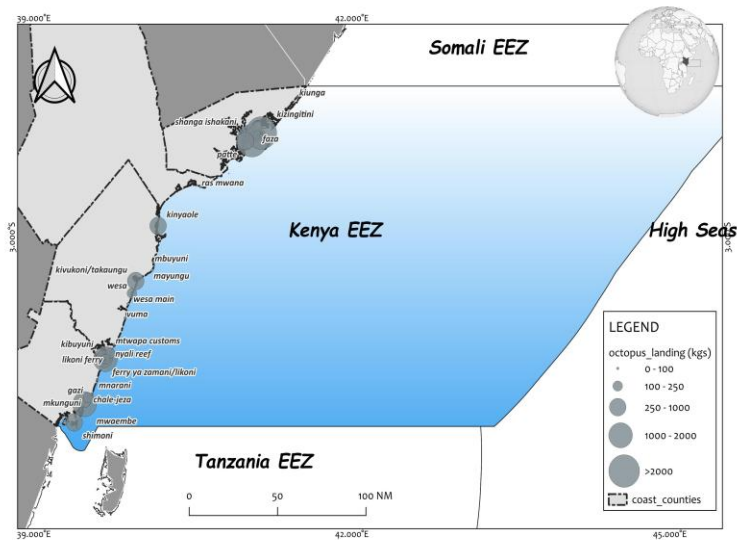 39.000°E
42.000°E
Somali EEZ
kiunga
kizingitini
shanga ishakani
faza
patte
ras mwana
kinyaole
3.000°S
Kenya EEZ
High Seas
3.000°S
mbuyuni
kivukoni/takaungu
mayungu
wesa
wesa main
vuma
mtwapa customs
kibuyuni
nyali reef
likoni ferry
ferry ya zamani/likoni
mnarani
gazi
chale-jeza
mkunguni
mwaembe
shimoni
LEGEND
octopus_landing (kgs)
0 - 100
100 - 250
250 - 1000
1000 - 2000
>2000
coast_counties
Tanzania EEZ
0 50 100 NM
39.000°E
42.000°E
45.000°E